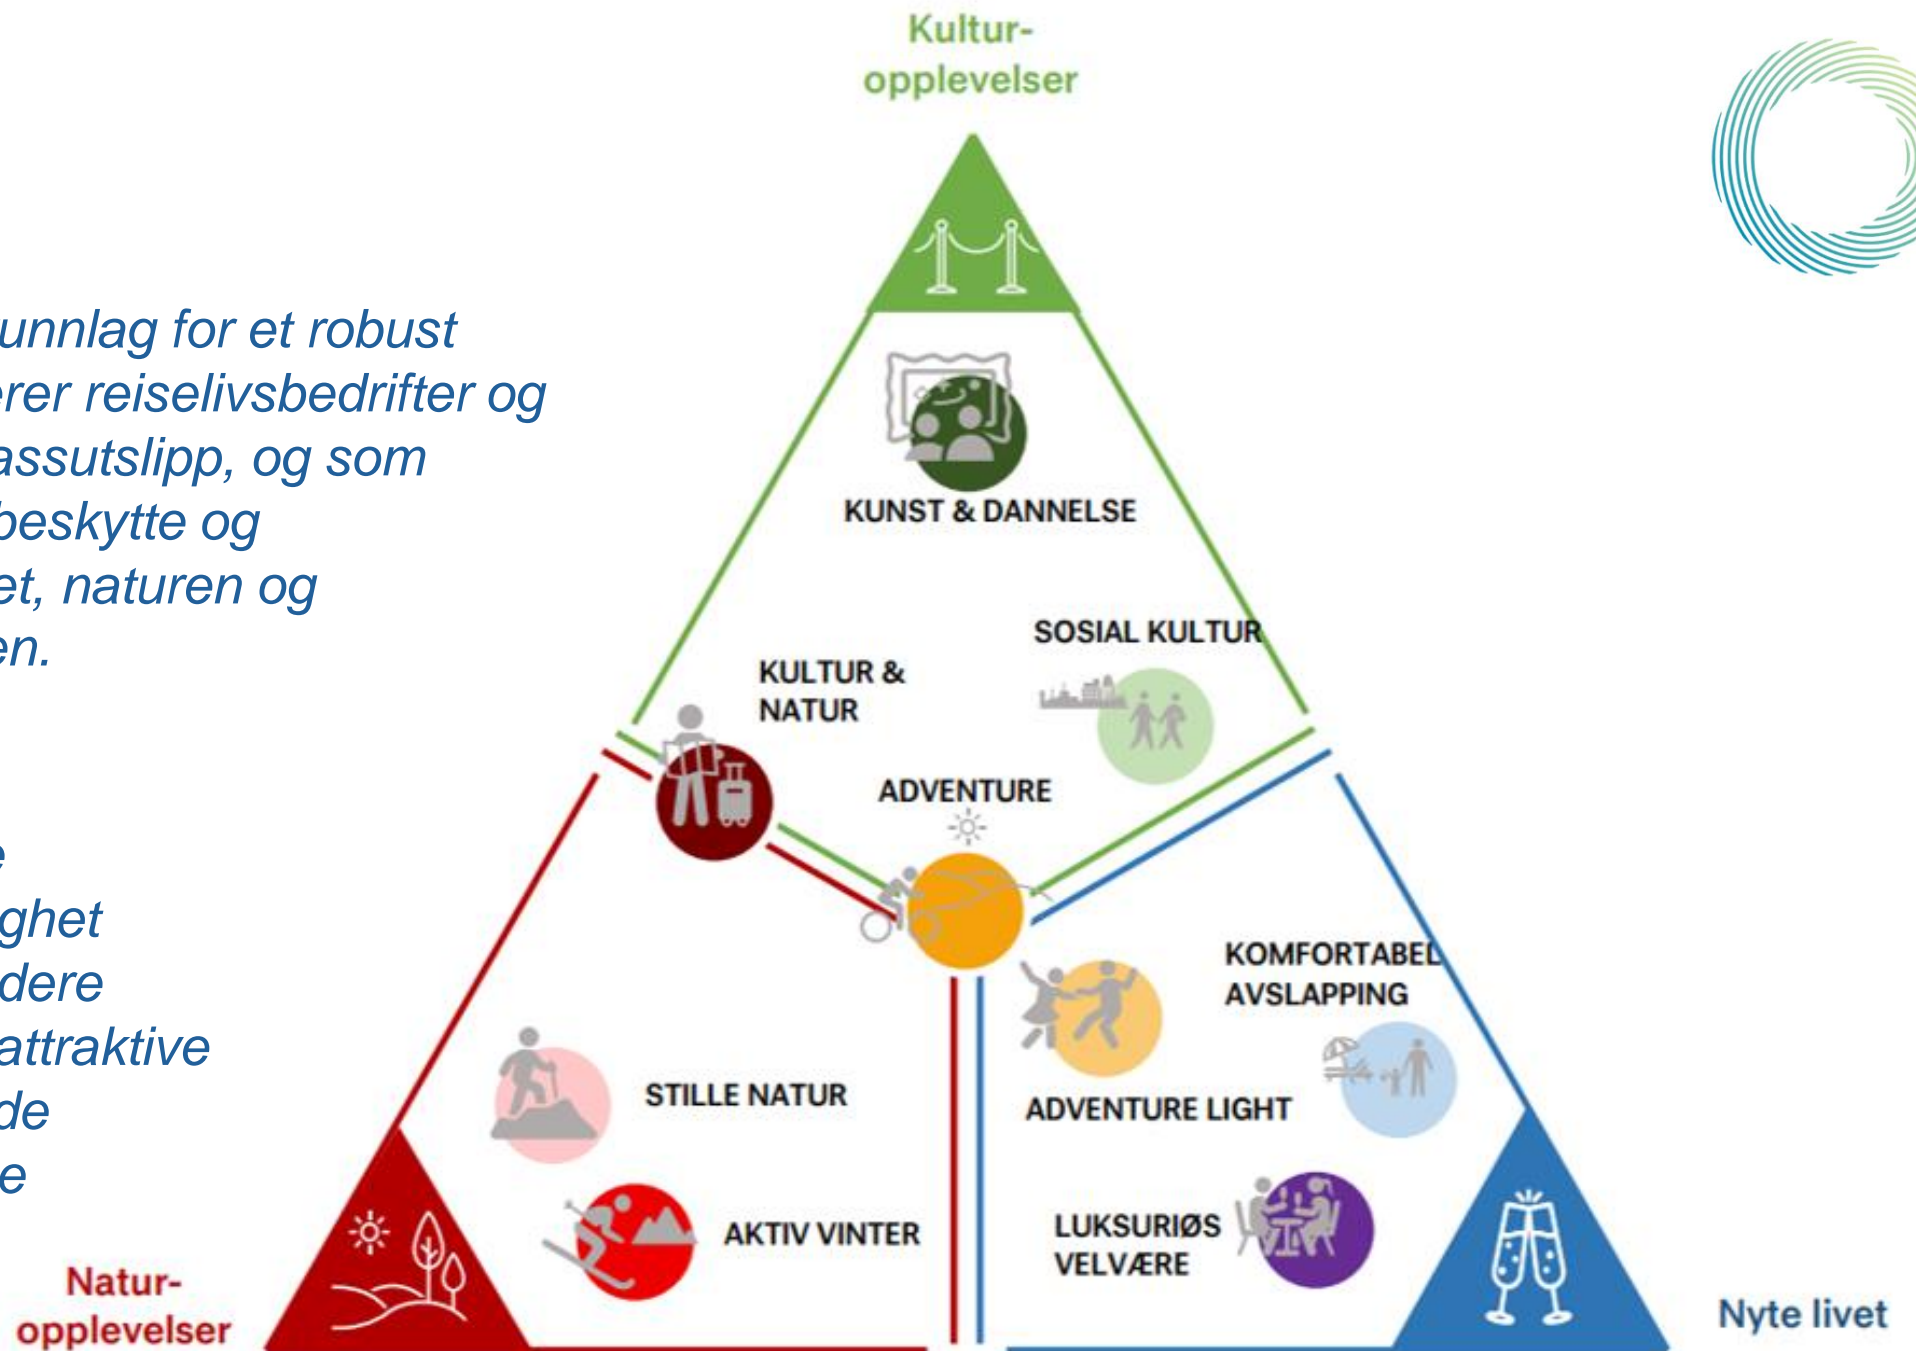 Kultur-
opplevelser
unnlag for et robust
erer reiselivsbedrifter og
assutslipp, og som
beskytte og
et, naturen og
en.
e
ghet
dere
attraktive
de
e
KUNST & DANNELSE
SOSIAL KULTUR
KULTUR &
NATUR
ADVENTURE
KOMFORTABEL
AVSLAPPING
STILLE NATUR
ADVENTURE LIGHT
AKTIV VINTER
LUKSURIØS
VELVÆRE
Natur-
opplevelser
Nyte livet